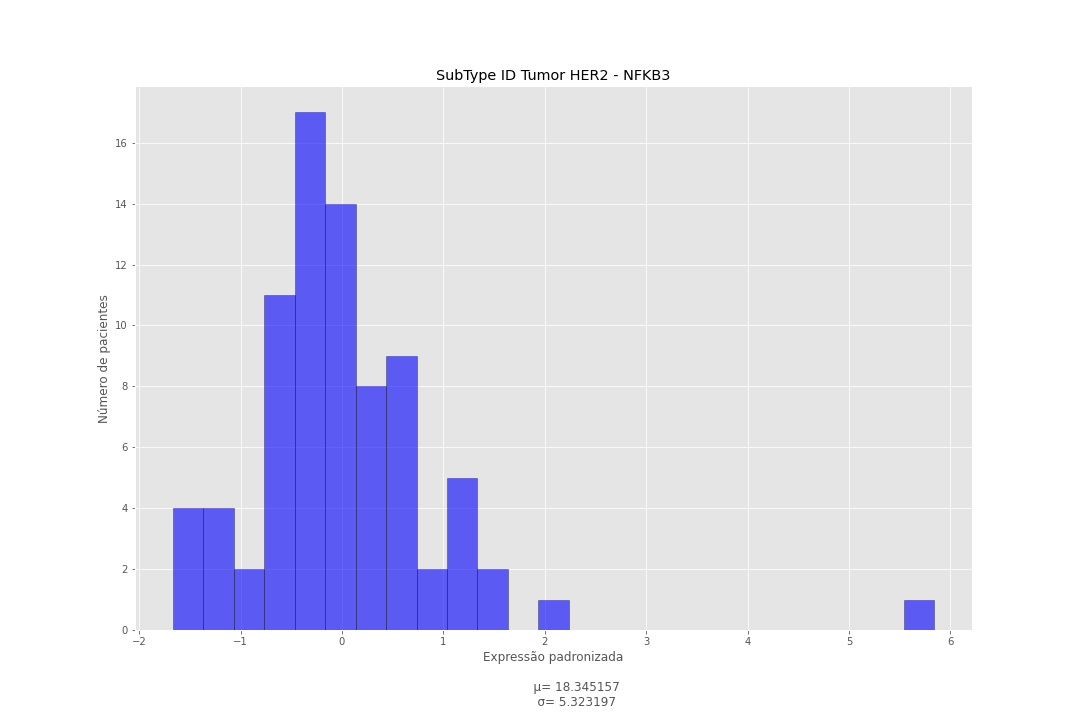 SubType ID Tumor HER2 - NFKB3
Número de pacientes
16
14
12
10
8
6
4
2
0
−2 −1 0 1 2 3 4 5 6
Expressão padronizada
μ= 18.345157
σ= 5.323197